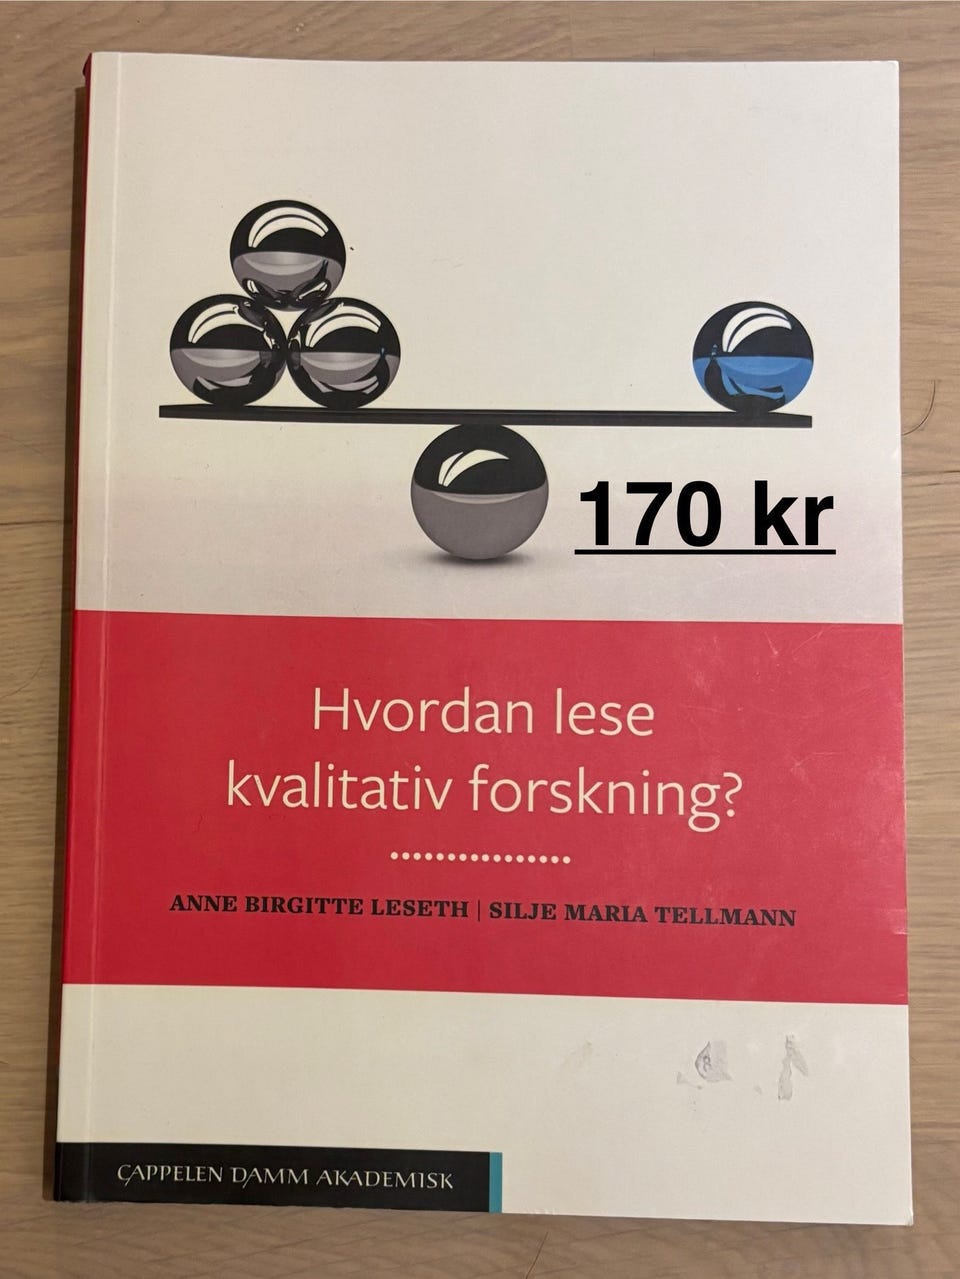 170 kr
Hvordan lese
kvalitativ forskning?
ANNE BIRGITTE LESETH | SILJE MARIA TELLMANN
CAPPELEN DAMM AKADEMISK